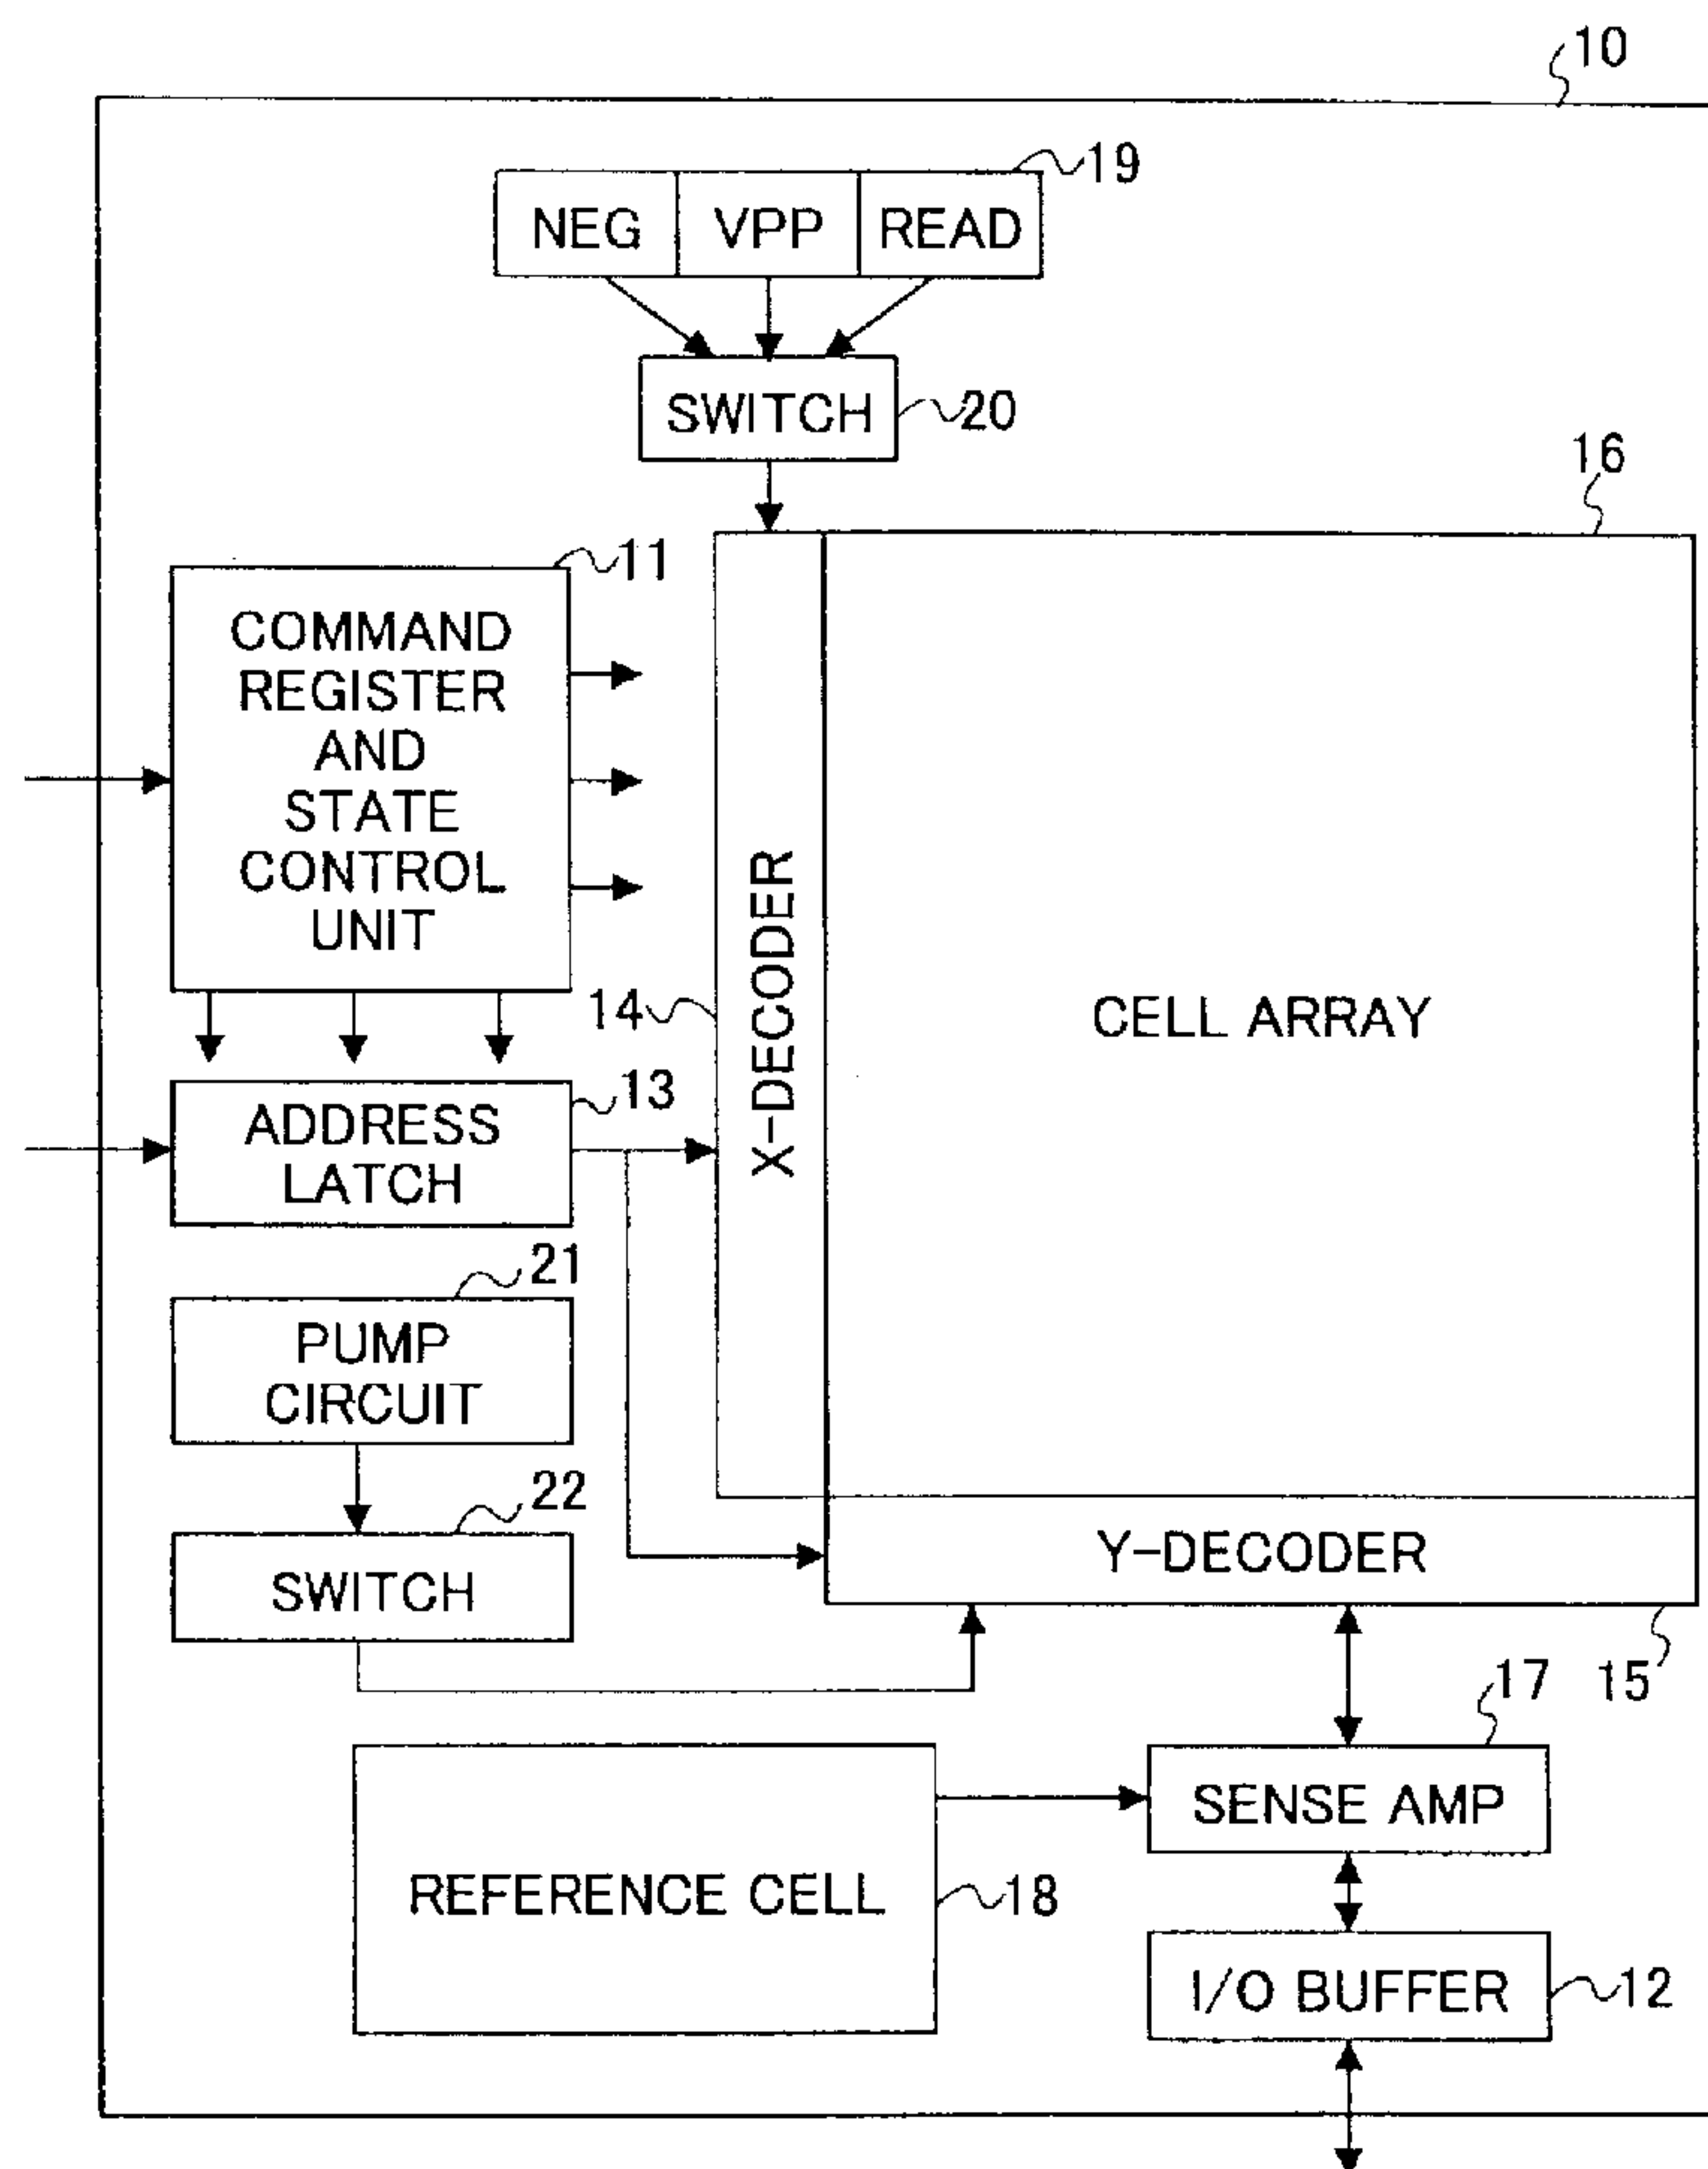 10
19
NEG VPP READ
SWITCH
20
16
11
COMMAND
REGISTER
AND
STATE
CONTROL
UNIT
14
X-DECODER
CELL ARRAY
13
ADDRESS
LATCH
21
PUMP
CIRCUIT
22
SWITCH
Y-DECODER
15
17
SENSE AMP
REFERENCE CELL
18
I/O BUFFER
12